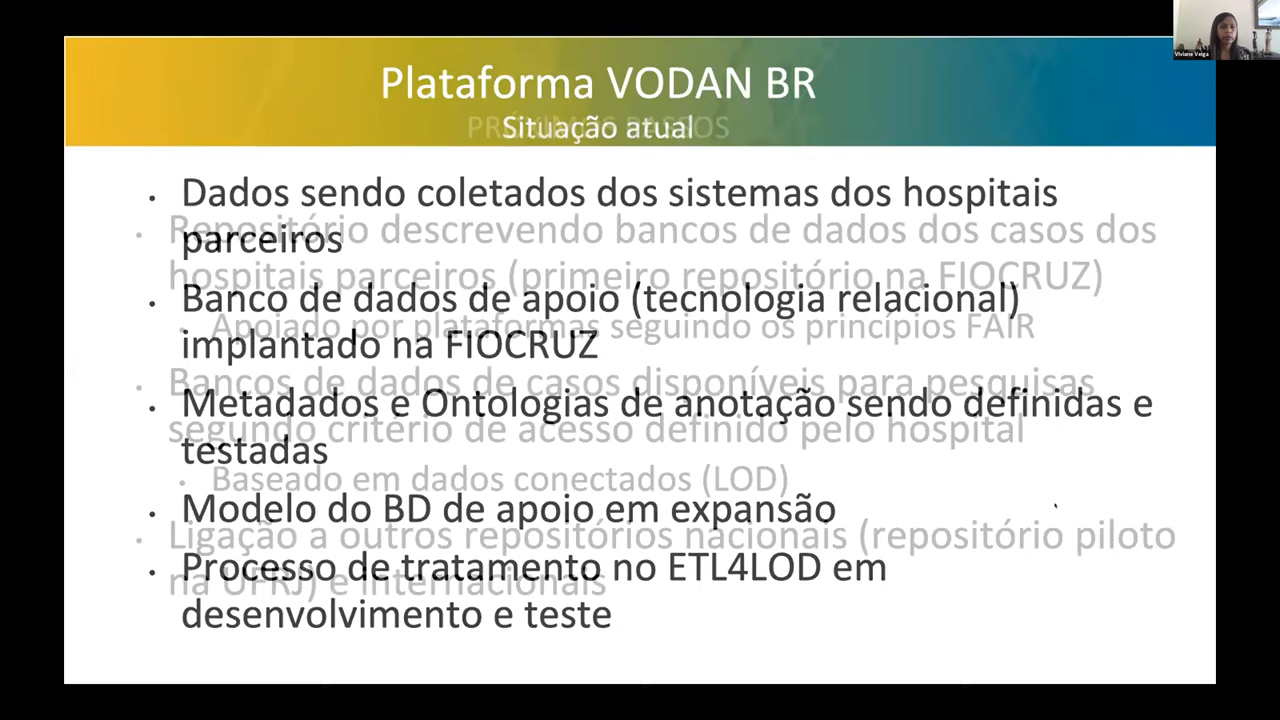 Viviane Veiga
Plataforma VODAN BR
Situação atual
PRÓXIMOS PASSOS
• Dados sendo coletados dos sistemas dos hospitais
parceiros
• Banco de dados de apoio (tecnologia relacional)
implantado na FIOCRUZ
• Metadados e Ontologias de anotação sendo definidas e
testadas
• Modelo do BD de apoio em expansão
• Processo de tratamento no ETL4LOD em
desenvolvimento e teste
• Repositório descrevendo bancos de dados dos casos dos
hospitais parceiros (primeiro repositório na FIOCRUZ)
• Apoiado por plataformas seguindo os princípios FAIR
• Bancos de dados de casos disponíveis para pesquisas
segundo critério de acesso definido pelo hospital
• Baseado em dados conectados (LOD)
• Ligação a outros repositórios nacionais (repositório piloto
na UFRJ) e internacionais